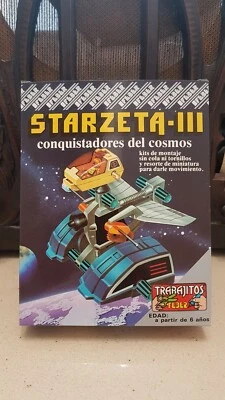 STARZETA-III
conquistadores del cosmos
kits de montaje
sin cola ni tornillos
y resorte de miniatura
para darle movimiento.
TRABAJITOS
FEBER
EDAD:
a partir de 6 años